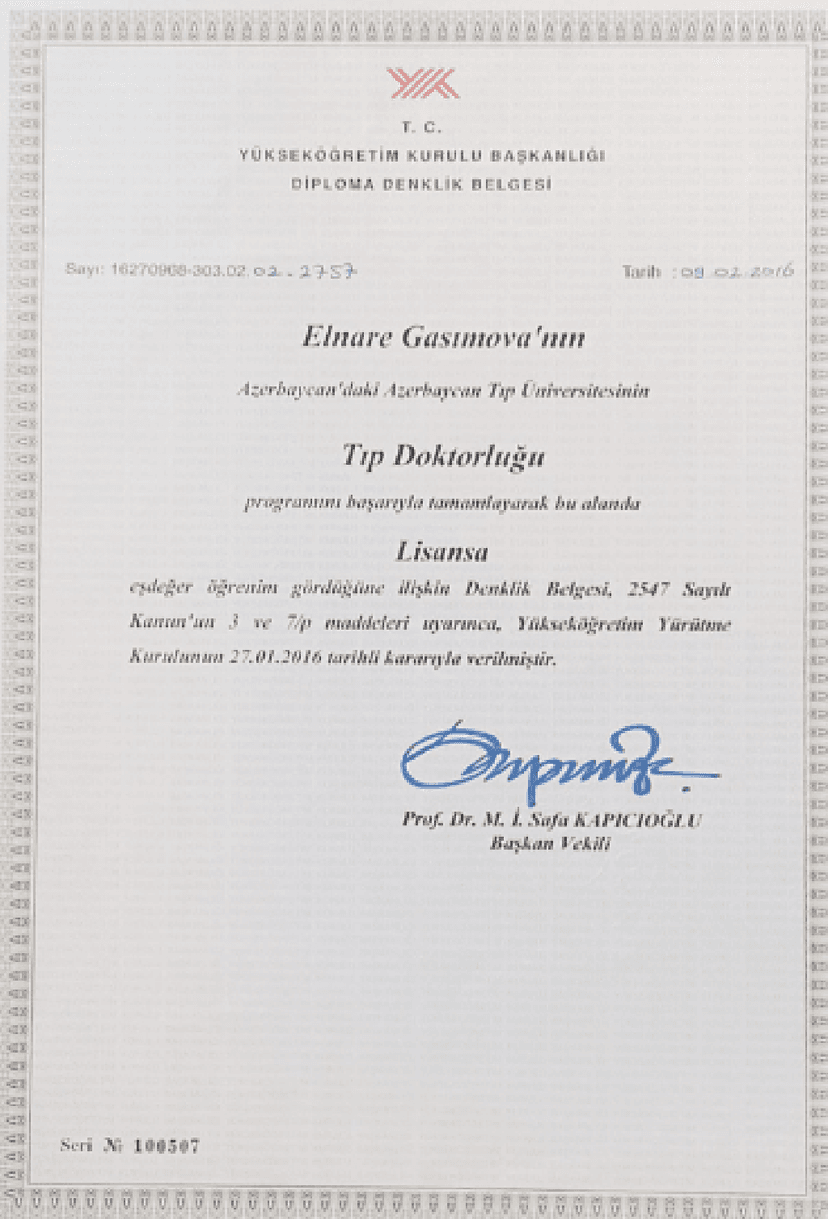 T. C.
YÜKSEKÖĞRETİM KURULU BAŞKANLIĞI
DİPLOMA DENKLİK BELGESİ
Sayı: 16270908-303.02.02.2757
Tarih : 09.02.2016
Elnare Gasımova'nın
Azerbaycan'daki Azerbaycan Tıp Üniversitesinin
Tıp Doktorluğu
programını başarıyla tamamlayarak bu alanda
Lisansa
eşdeğer öğrenim gördüğüne ilişkin Denklik Belgesi, 2547 Sayılı
Kanun'un 3 ve 7/p maddeleri uyarınca, Yükseköğretim Yürütme
Kurulunun 27.01.2016 tarihli kararıyla verilmiştir.
Prof. Dr. M. İ. Safa KAPICIOĞLU
Başkan Vekili
Seri № 100507